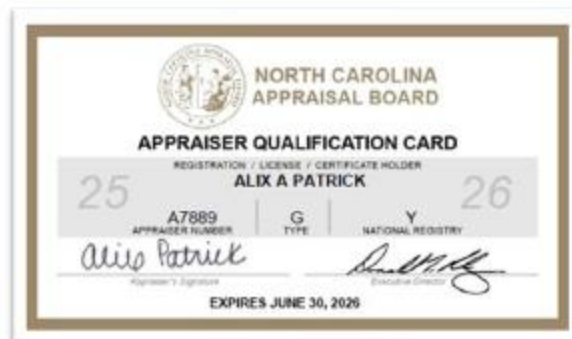 NORTH CAROLINA
APPRAISAL BOARD
APPRAISER QUALIFICATION CARD
REGISTRATION / LICENSE / CERTIFICATE HOLDER
ALIX A PATRICK
25 26
A7889 G Y
APPRAISER NUMBER TYPE NATIONAL REGISTRY
Alix Patrick
Appraiser's Signature Executive Director
EXPIRES JUNE 30, 2026